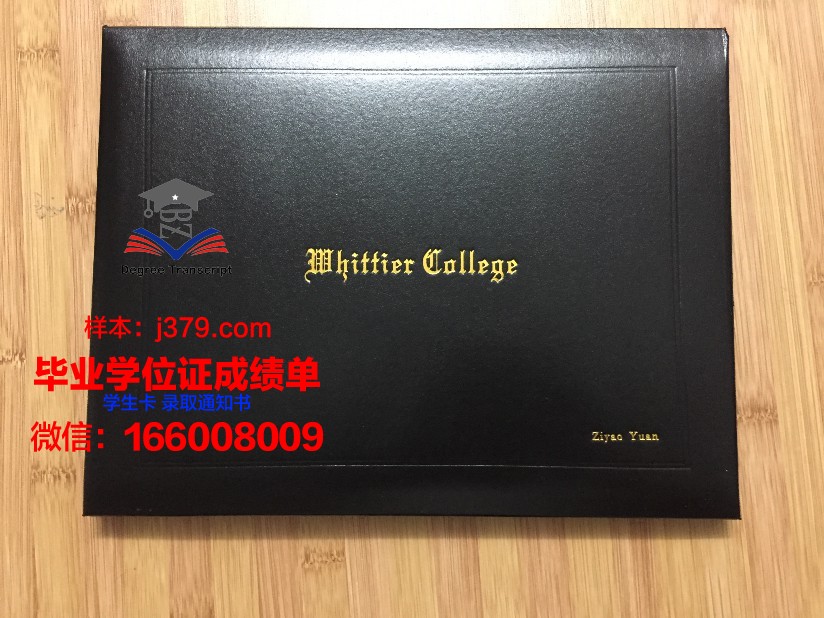 BZ
Degree Transcript
Whittier College
样本：j379.com
毕业学位证成绩单
学生卡 录取通知书
微信：166008009
Ziyao Yuan